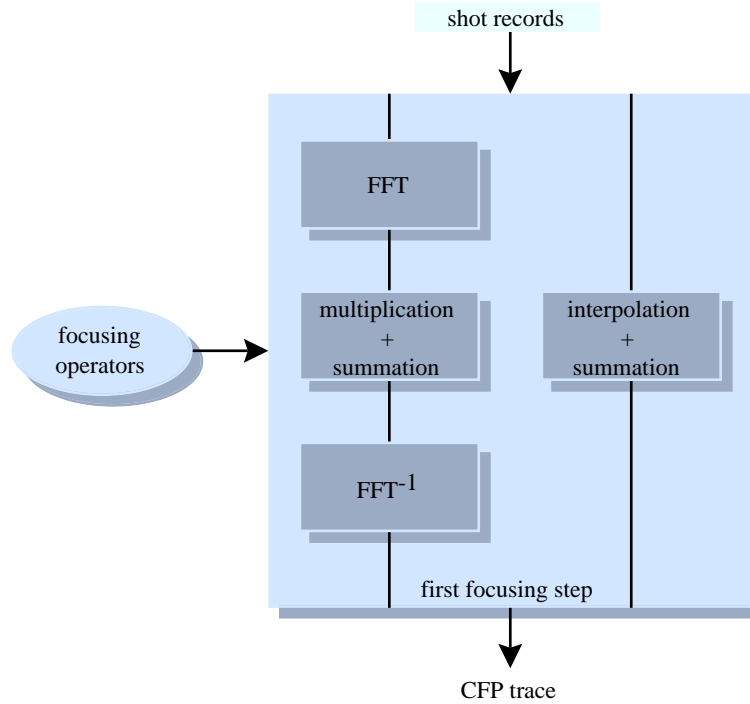 shot records
FFT
multiplication
+
summation
interpolation
+
summation
focusing
operators
FFT-1
first focusing step
CFP trace